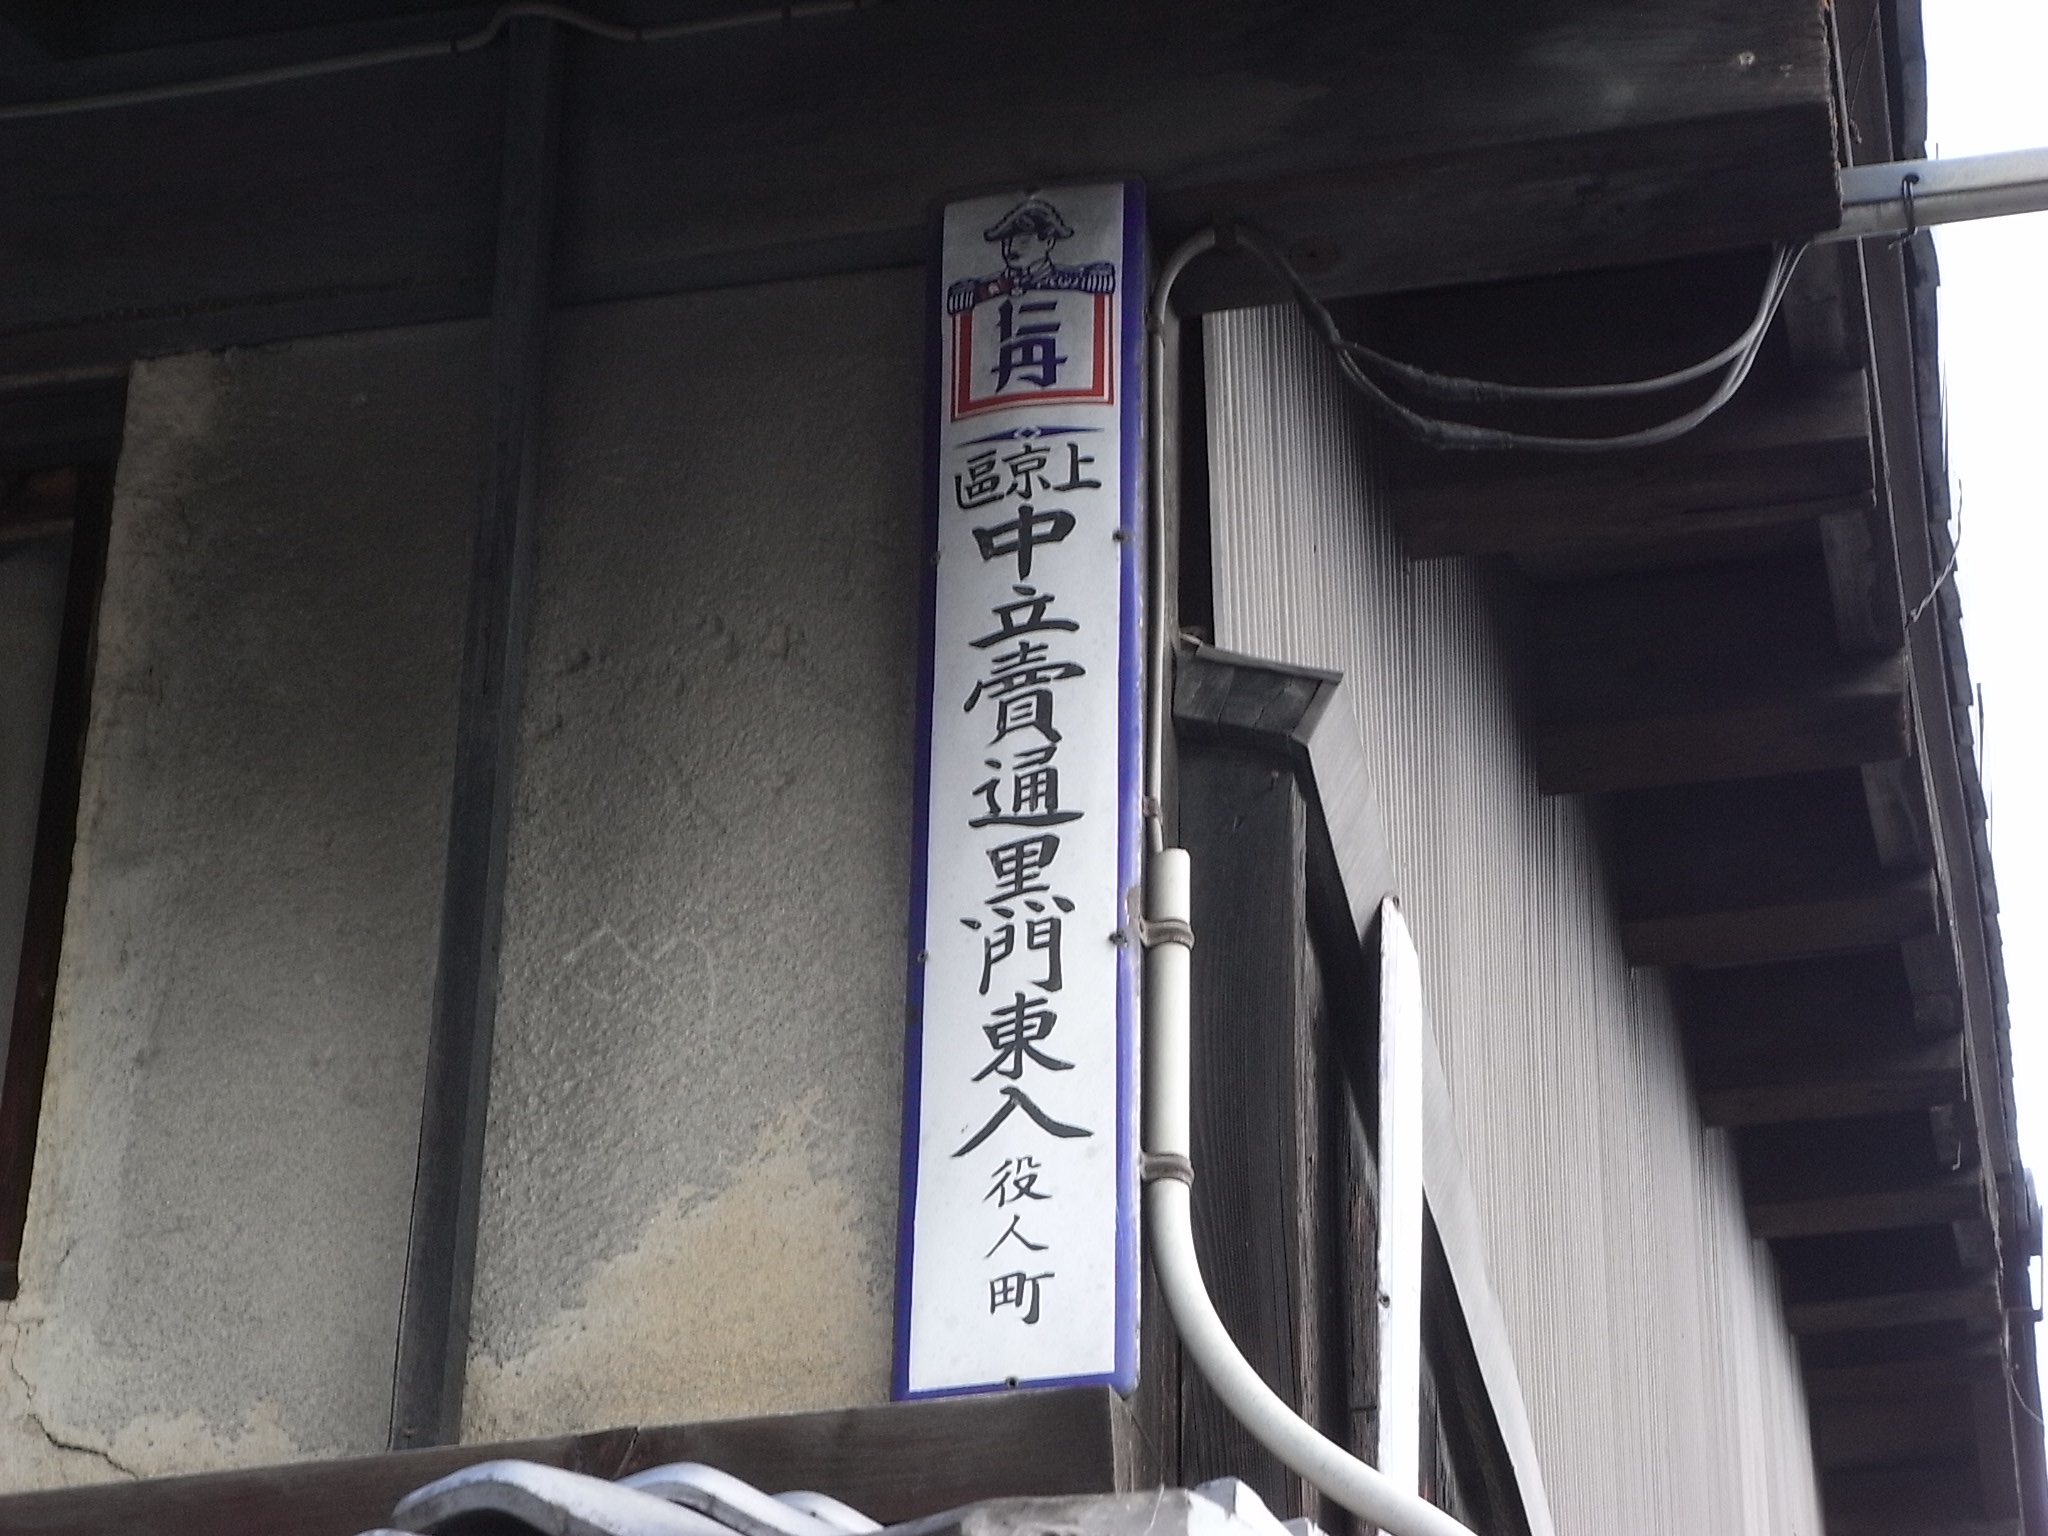 仁丹
上京區
中立賣通黒門東入
役人町